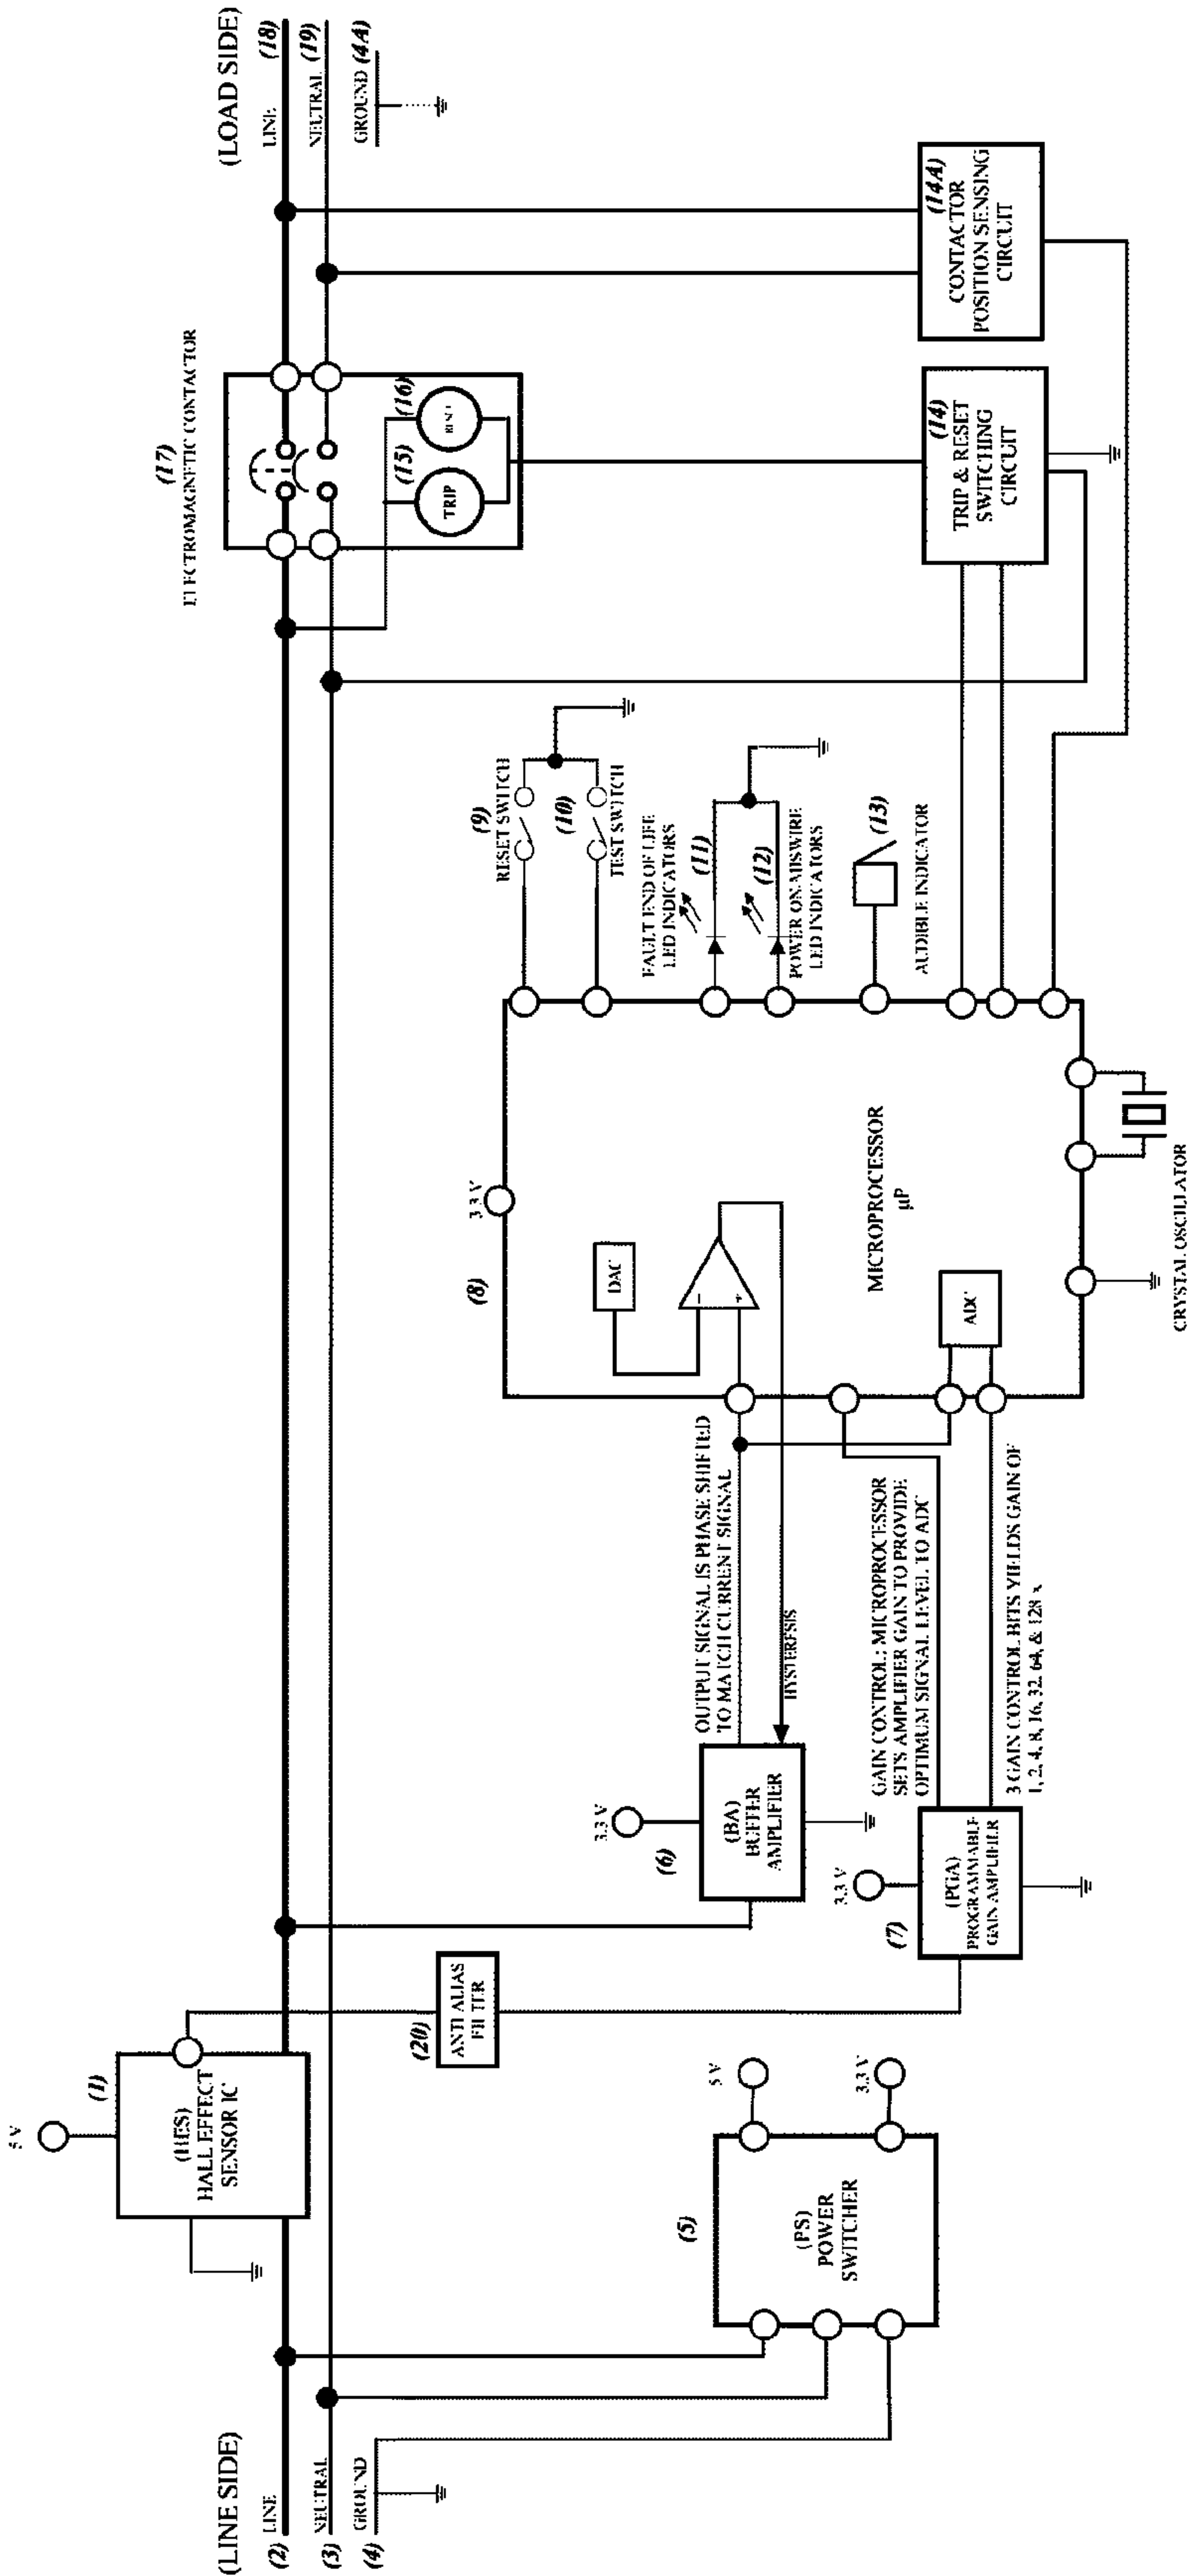 (LINE SIDE)
(2) LINE
(3) NEUTRAL
(4) GROUND
5 V
(1)
(HES)
HALL EFFECT
SENSOR IC
(5)
(PS)
POWER
SWITCHER
5 V
3.3 V
(20)
ANTI ALIAS
FILTER
3.3 V
(6)
(BA)
BUFFER
AMPLIFIER
3.3 V
(7)
(PGA)
PROGRAMMABLE-
GAIN AMPLIFIER
OUTPUT SIGNAL IS PHASE SHIFTED
TO MATCH CURRENT SIGNAL
HYSTERESIS
GAIN CONTROL: MICROPROCESSOR
SETS AMPLIFIER GAIN TO PROVIDE
OPTIMUM SIGNAL LEVEL TO ADC
3 GAIN CONTROL BITS YIELDS GAIN OF
1, 2, 4, 8, 16, 32, 64, & 128 x
(8)
3.3 V
DAC
-
+
ADC
MICROPROCESSOR
µP
CRYSTAL OSCILLATOR
(9)
RESET SWITCH
(10)
TEST SWITCH
FAULT END OF LIFE
LED INDICATORS
(11)
(12)
POWER ON/MISWIRE
LED INDICATORS
(13)
AUDIBLE INDICATOR
(17)
ELECTROMAGNETIC CONTACTOR
(15)
TRIP
(16)
RESET
(14)
TRIP & RESET
SWITCHING
CIRCUIT
(14A)
CONTACTOR
POSITION SENSING
CIRCUIT
(LOAD SIDE)
LINE (18)
NEUTRAL (19)
GROUND (4A)